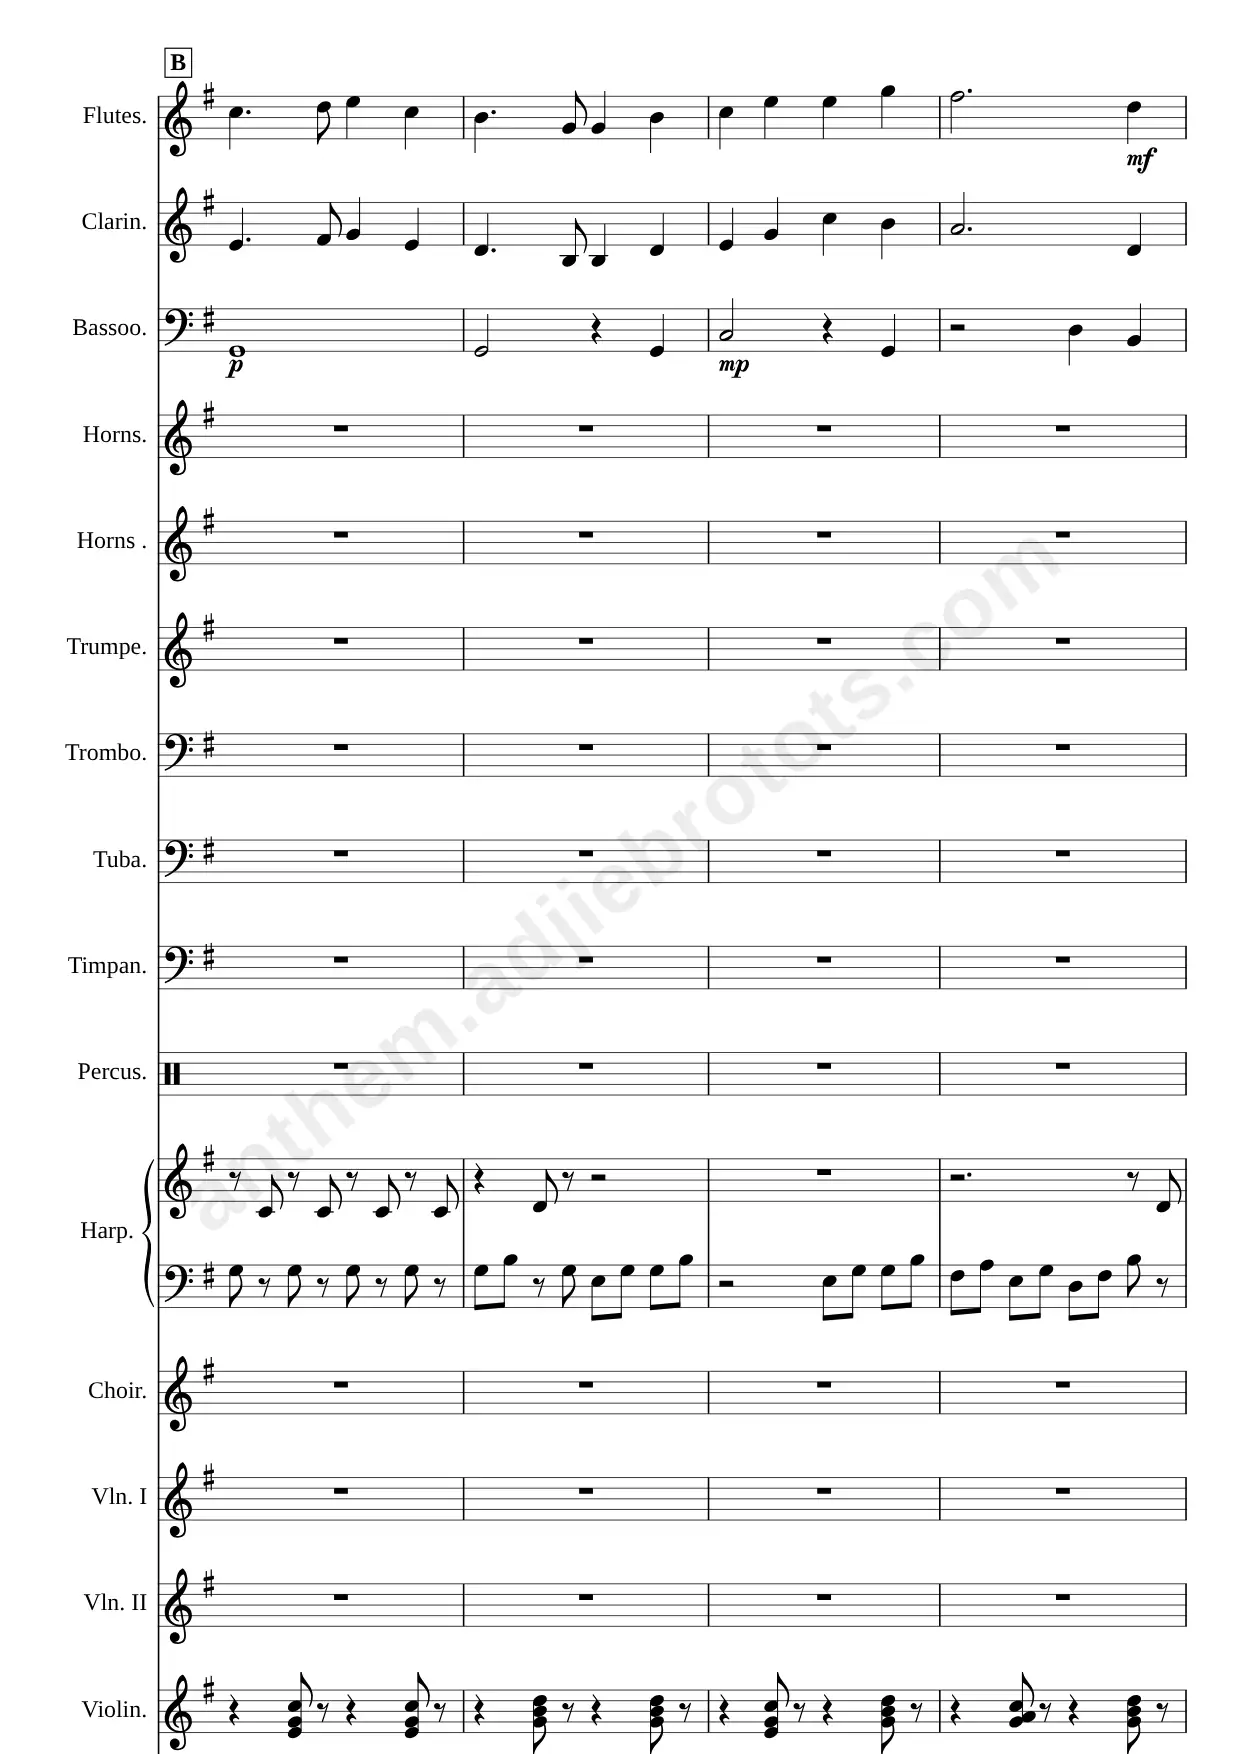 B
Flutes.
mf
Clarin.
Bassoo.
p
mp
Horns.
Horns .
Trumpe.
Trombo.
Tuba.
Timpan.
Percus.
Harp.
Choir.
Vln. I
Vln. II
Violin.
anthem.adjiebrotots.com